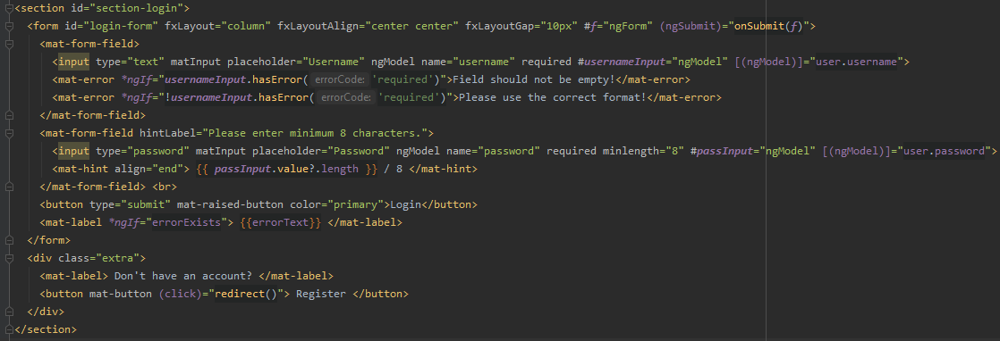 <section id="section-login">
<form id="login-form" fxLayout="column" fxLayoutAlign="center center" fxLayoutGap="10px" #f="ngForm" (ngSubmit)="onSubmit(f)">
<mat-form-field>
<input type="text" matInput placeholder="Username" ngModel name="username" required #usernameInput="ngModel" [(ngModel)]="user.username">
<mat-error *ngIf="usernameInput.hasError( errorCode: 'required')">Field should not be empty!</mat-error>
<mat-error *ngIf="!usernameInput.hasError( errorCode: 'required')">Please use the correct format!</mat-error>
</mat-form-field>
<mat-form-field hintLabel="Please enter minimum 8 characters.">
<input type="password" matInput placeholder="Password" ngModel name="password" required minlength="8" #passInput="ngModel" [(ngModel)]="user.password">
<mat-hint align="end"> {{ passInput.value?.length }} / 8 </mat-hint>
</mat-form-field> <br>
<button type="submit" mat-raised-button color="primary">Login</button>
<mat-label *ngIf="errorExists"> {{errorText}} </mat-label>
</form>
<div class="extra">
<mat-label> Don't have an account? </mat-label>
<button mat-button (click)="redirect()"> Register </button>
</div>
</section>